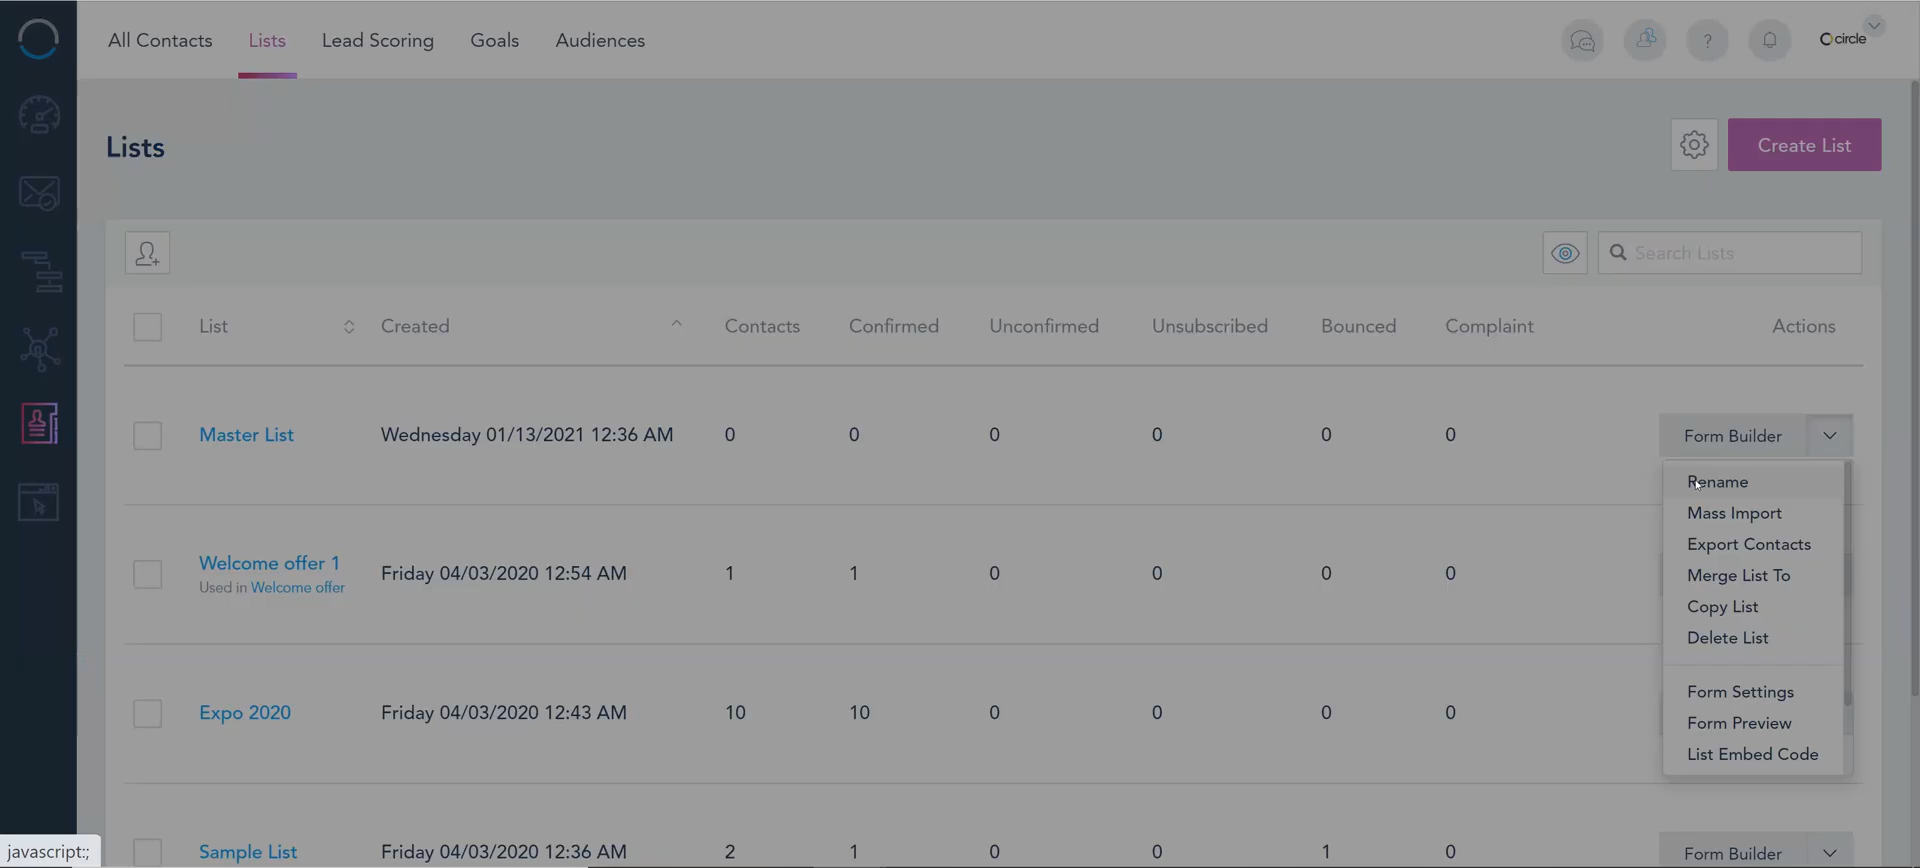 All Contacts Lists Lead Scoring Goals Audiences ? circle
Lists
Create List
Search Lists
List Created Contacts Confirmed Unconfirmed Unsubscribed Bounced Complaint Actions
Master List Wednesday 01/13/2021 12:36 AM 0 0 0 0 0 0 Form Builder
Rename
Mass Import
Export Contacts
Merge List To
Copy List
Delete List
Form Settings
Form Preview
List Embed Code
Welcome offer 1 Friday 04/03/2020 12:54 AM 1 1 0 0 0 0
Used in Welcome offer
Expo 2020 Friday 04/03/2020 12:43 AM 10 10 0 0 0 0
Sample List Friday 04/03/2020 12:36 AM 2 1 0 0 1 0 Form Builder
javascript:;